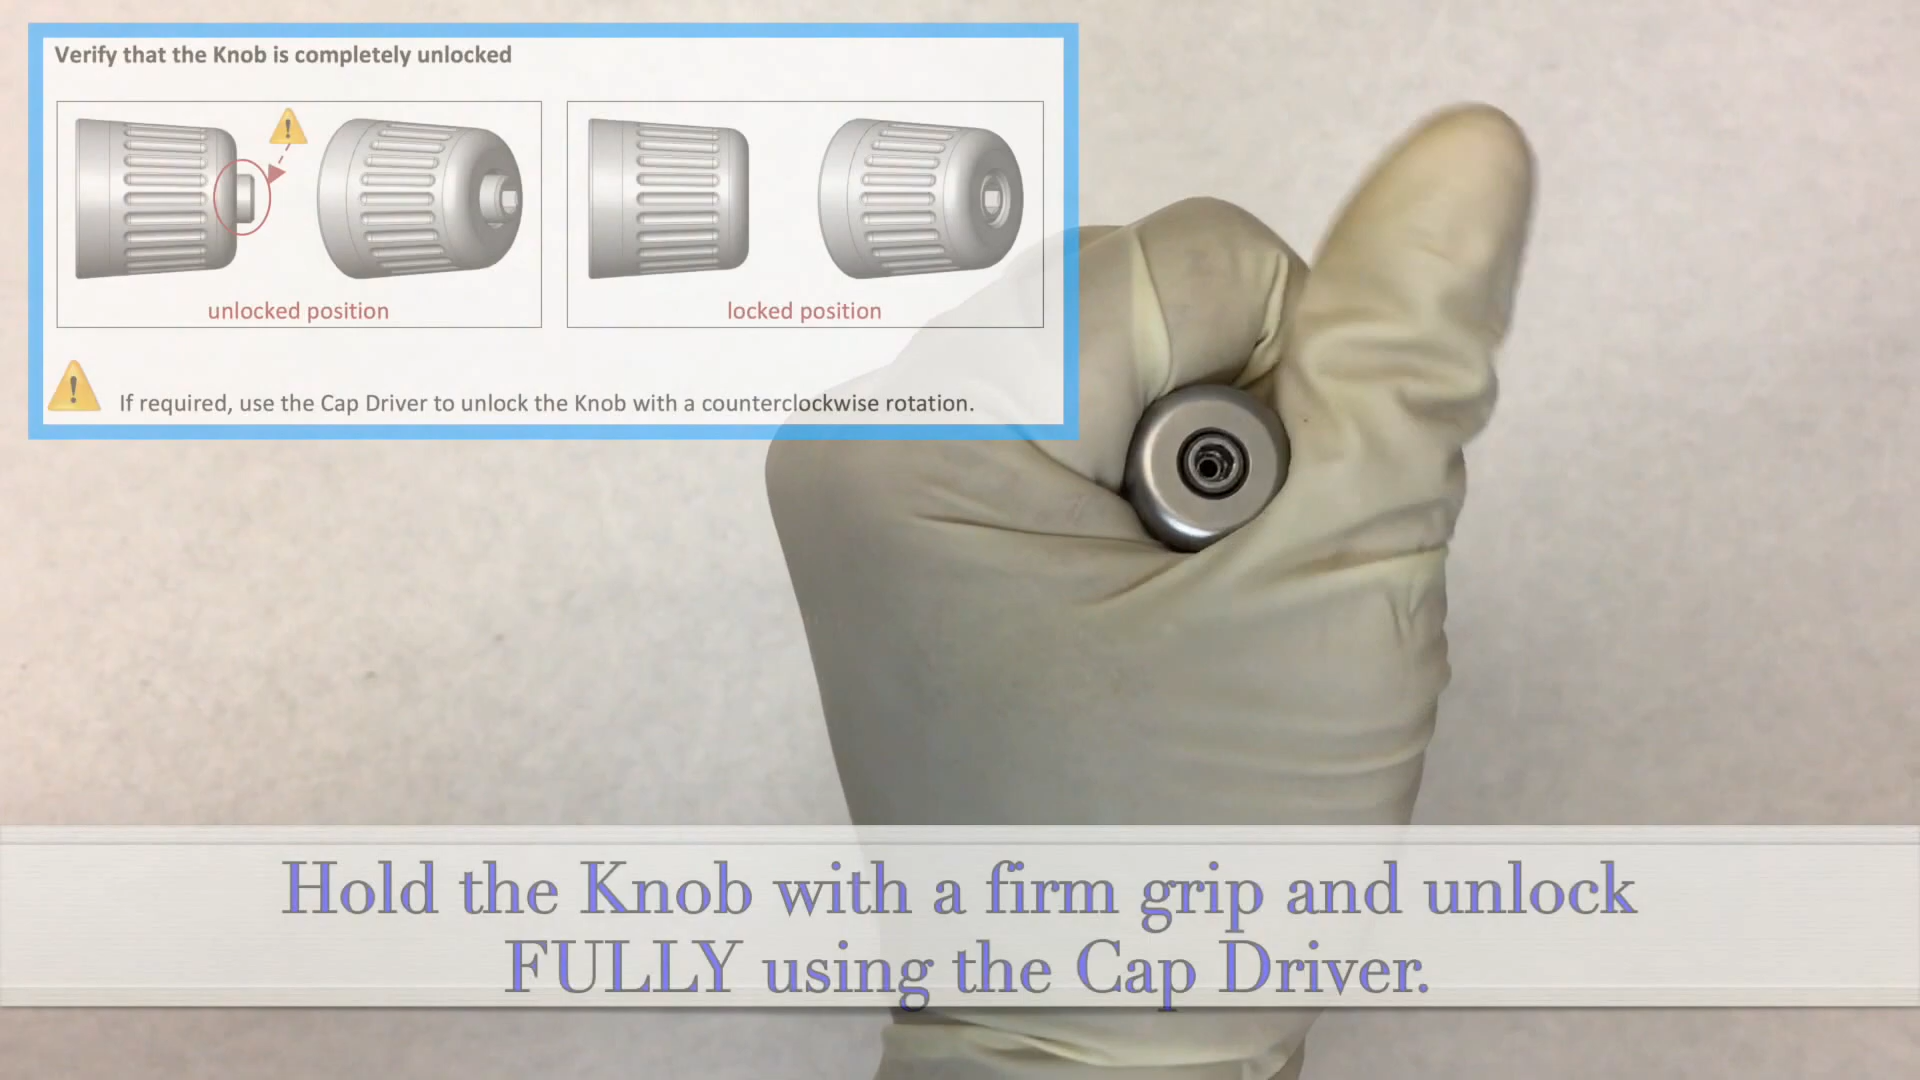 Verify that the Knob is completely unlocked
unlocked position
locked position
If required, use the Cap Driver to unlock the Knob with a counterclockwise rotation.
Hold the Knob with a firm grip and unlock
FULLY using the Cap Driver.